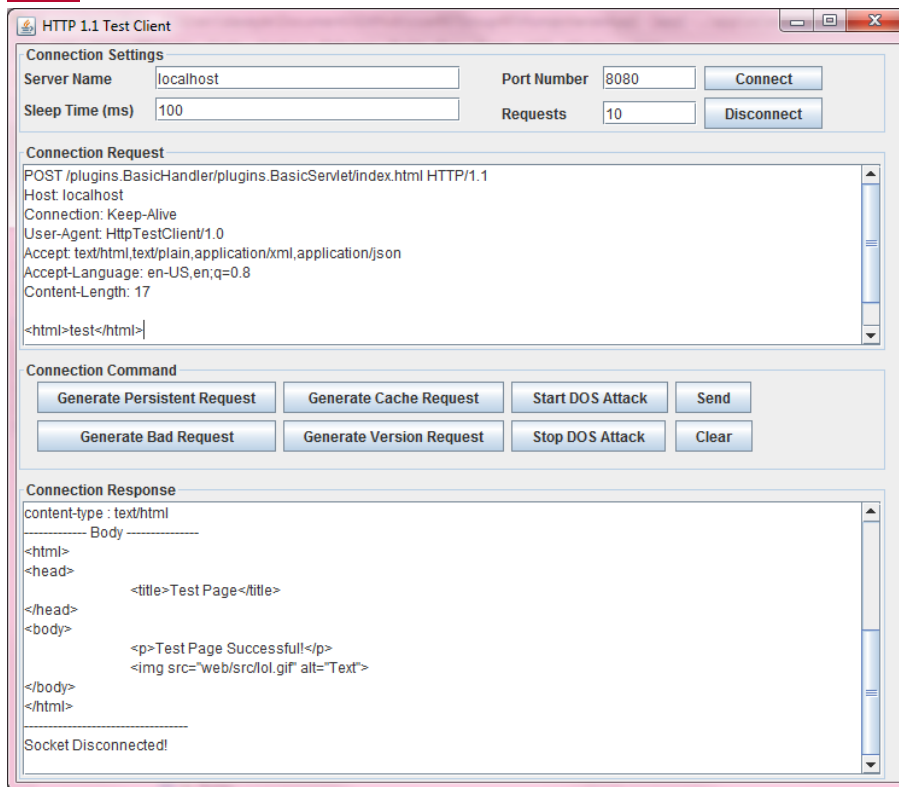 HTTP 1.1 Test Client
Connection Settings
Server Name localhost Port Number 8080 Connect
Sleep Time (ms) 100 Requests 10 Disconnect
Connection Request
POST /plugins.BasicHandler/plugins.BasicServlet/index.html HTTP/1.1
Host: localhost
Connection: Keep-Alive
User-Agent: HttpTestClient/1.0
Accept: text/html,text/plain,application/xml,application/json
Accept-Language: en-US,en;q=0.8
Content-Length: 17
<html>test</html>
Connection Command
Generate Persistent Request Generate Cache Request Start DOS Attack Send
Generate Bad Request Generate Version Request Stop DOS Attack Clear
Connection Response
content-type : text/html
------------- Body ---------------
<html>
<head>
<title>Test Page</title>
</head>
<body>
<p>Test Page Successful!</p>
<img src="web/src/lol.gif" alt="Text">
</body>
</html>
----------------------------------
Socket Disconnected!